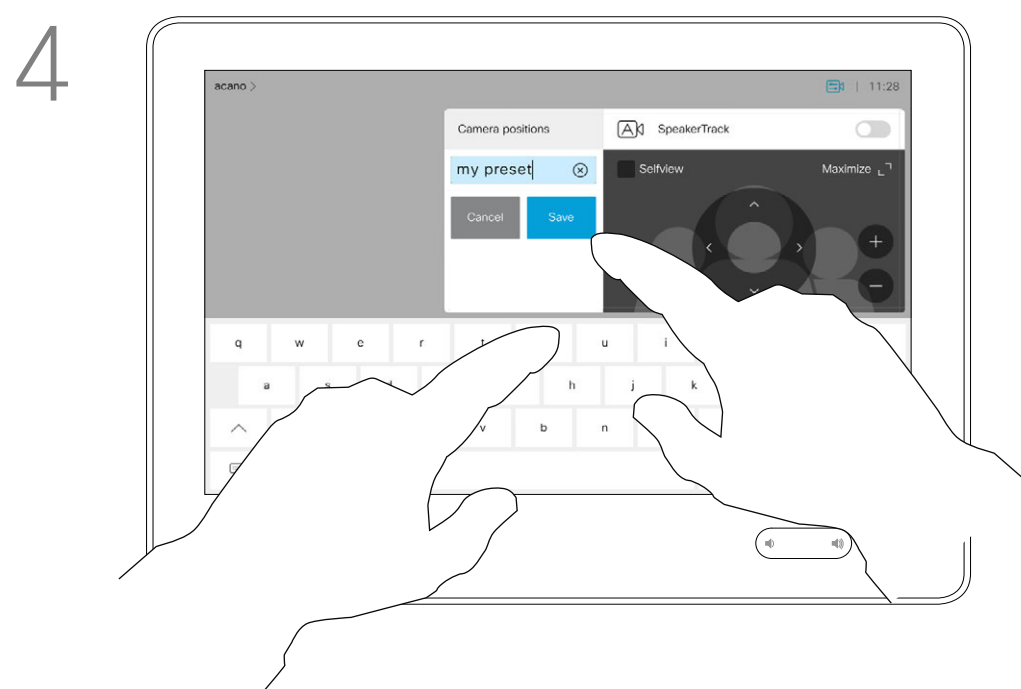 4
acano >
| 11:28
Camera positions
SpeakerTrack
my preset
Selfview
Maximize
Cancel
Save
q w e r t u i
a s d h j k
v b n